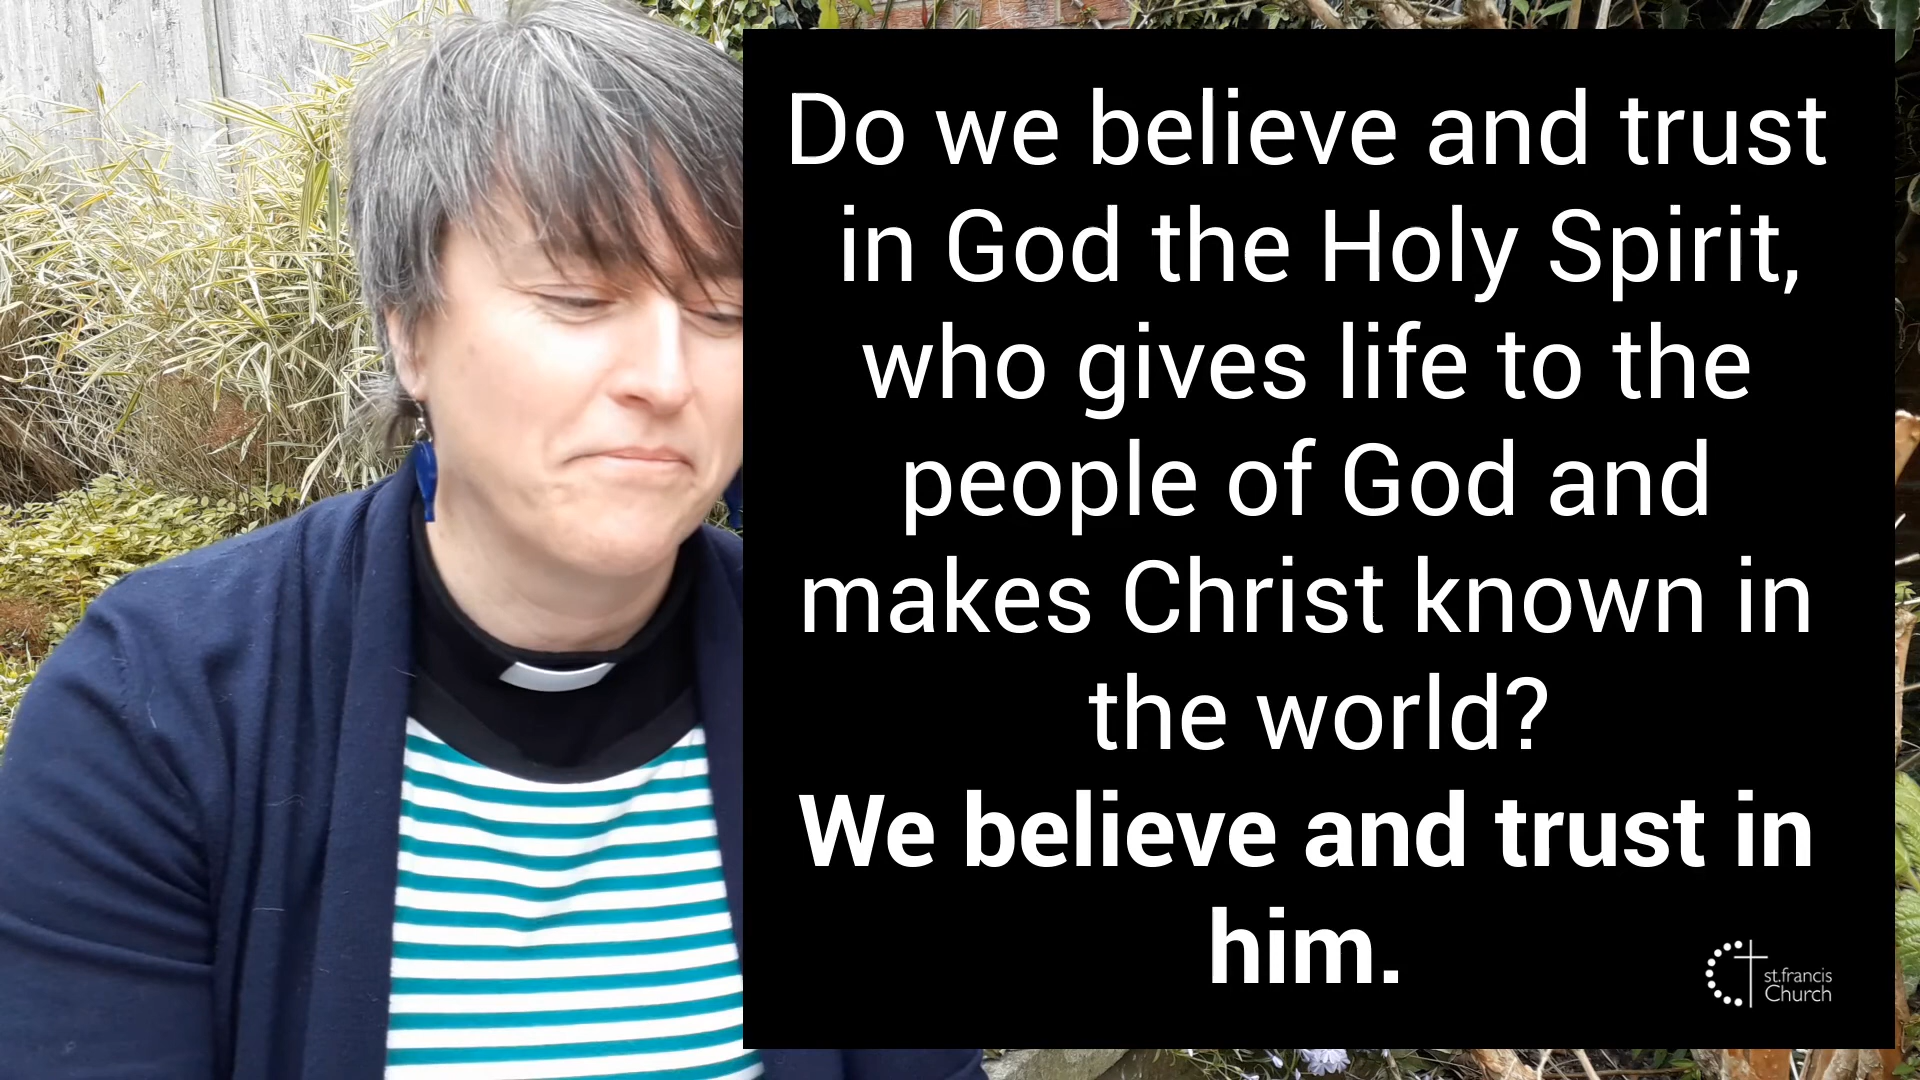 Do we believe and trust
in God the Holy Spirit,
who gives life to the
people of God and
makes Christ known in
the world?
We believe and trust in
him.
st.francis
Church